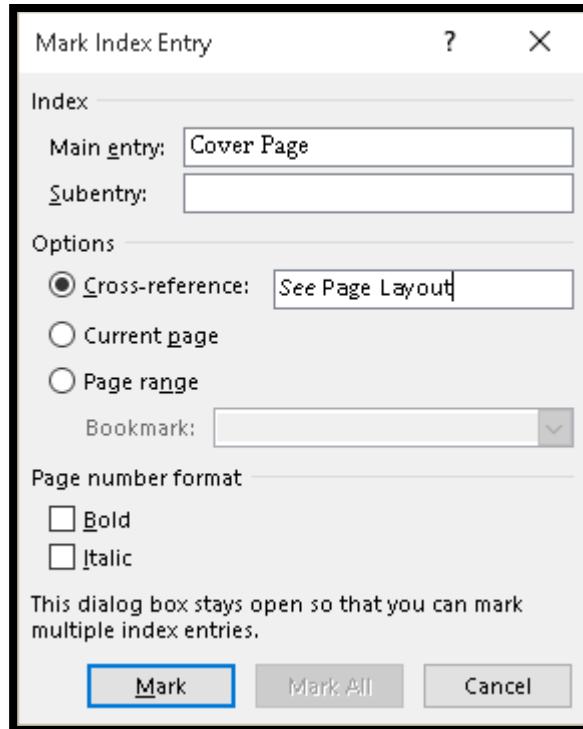 Mark Index Entry ?
Index
Main entry: Cover Page
Subentry:
Options
Cross-reference: See Page Layout
Current page
Page range
Bookmark:
Page number format
Bold
Italic
This dialog box stays open so that you can mark
multiple index entries.
Mark Mark All Cancel